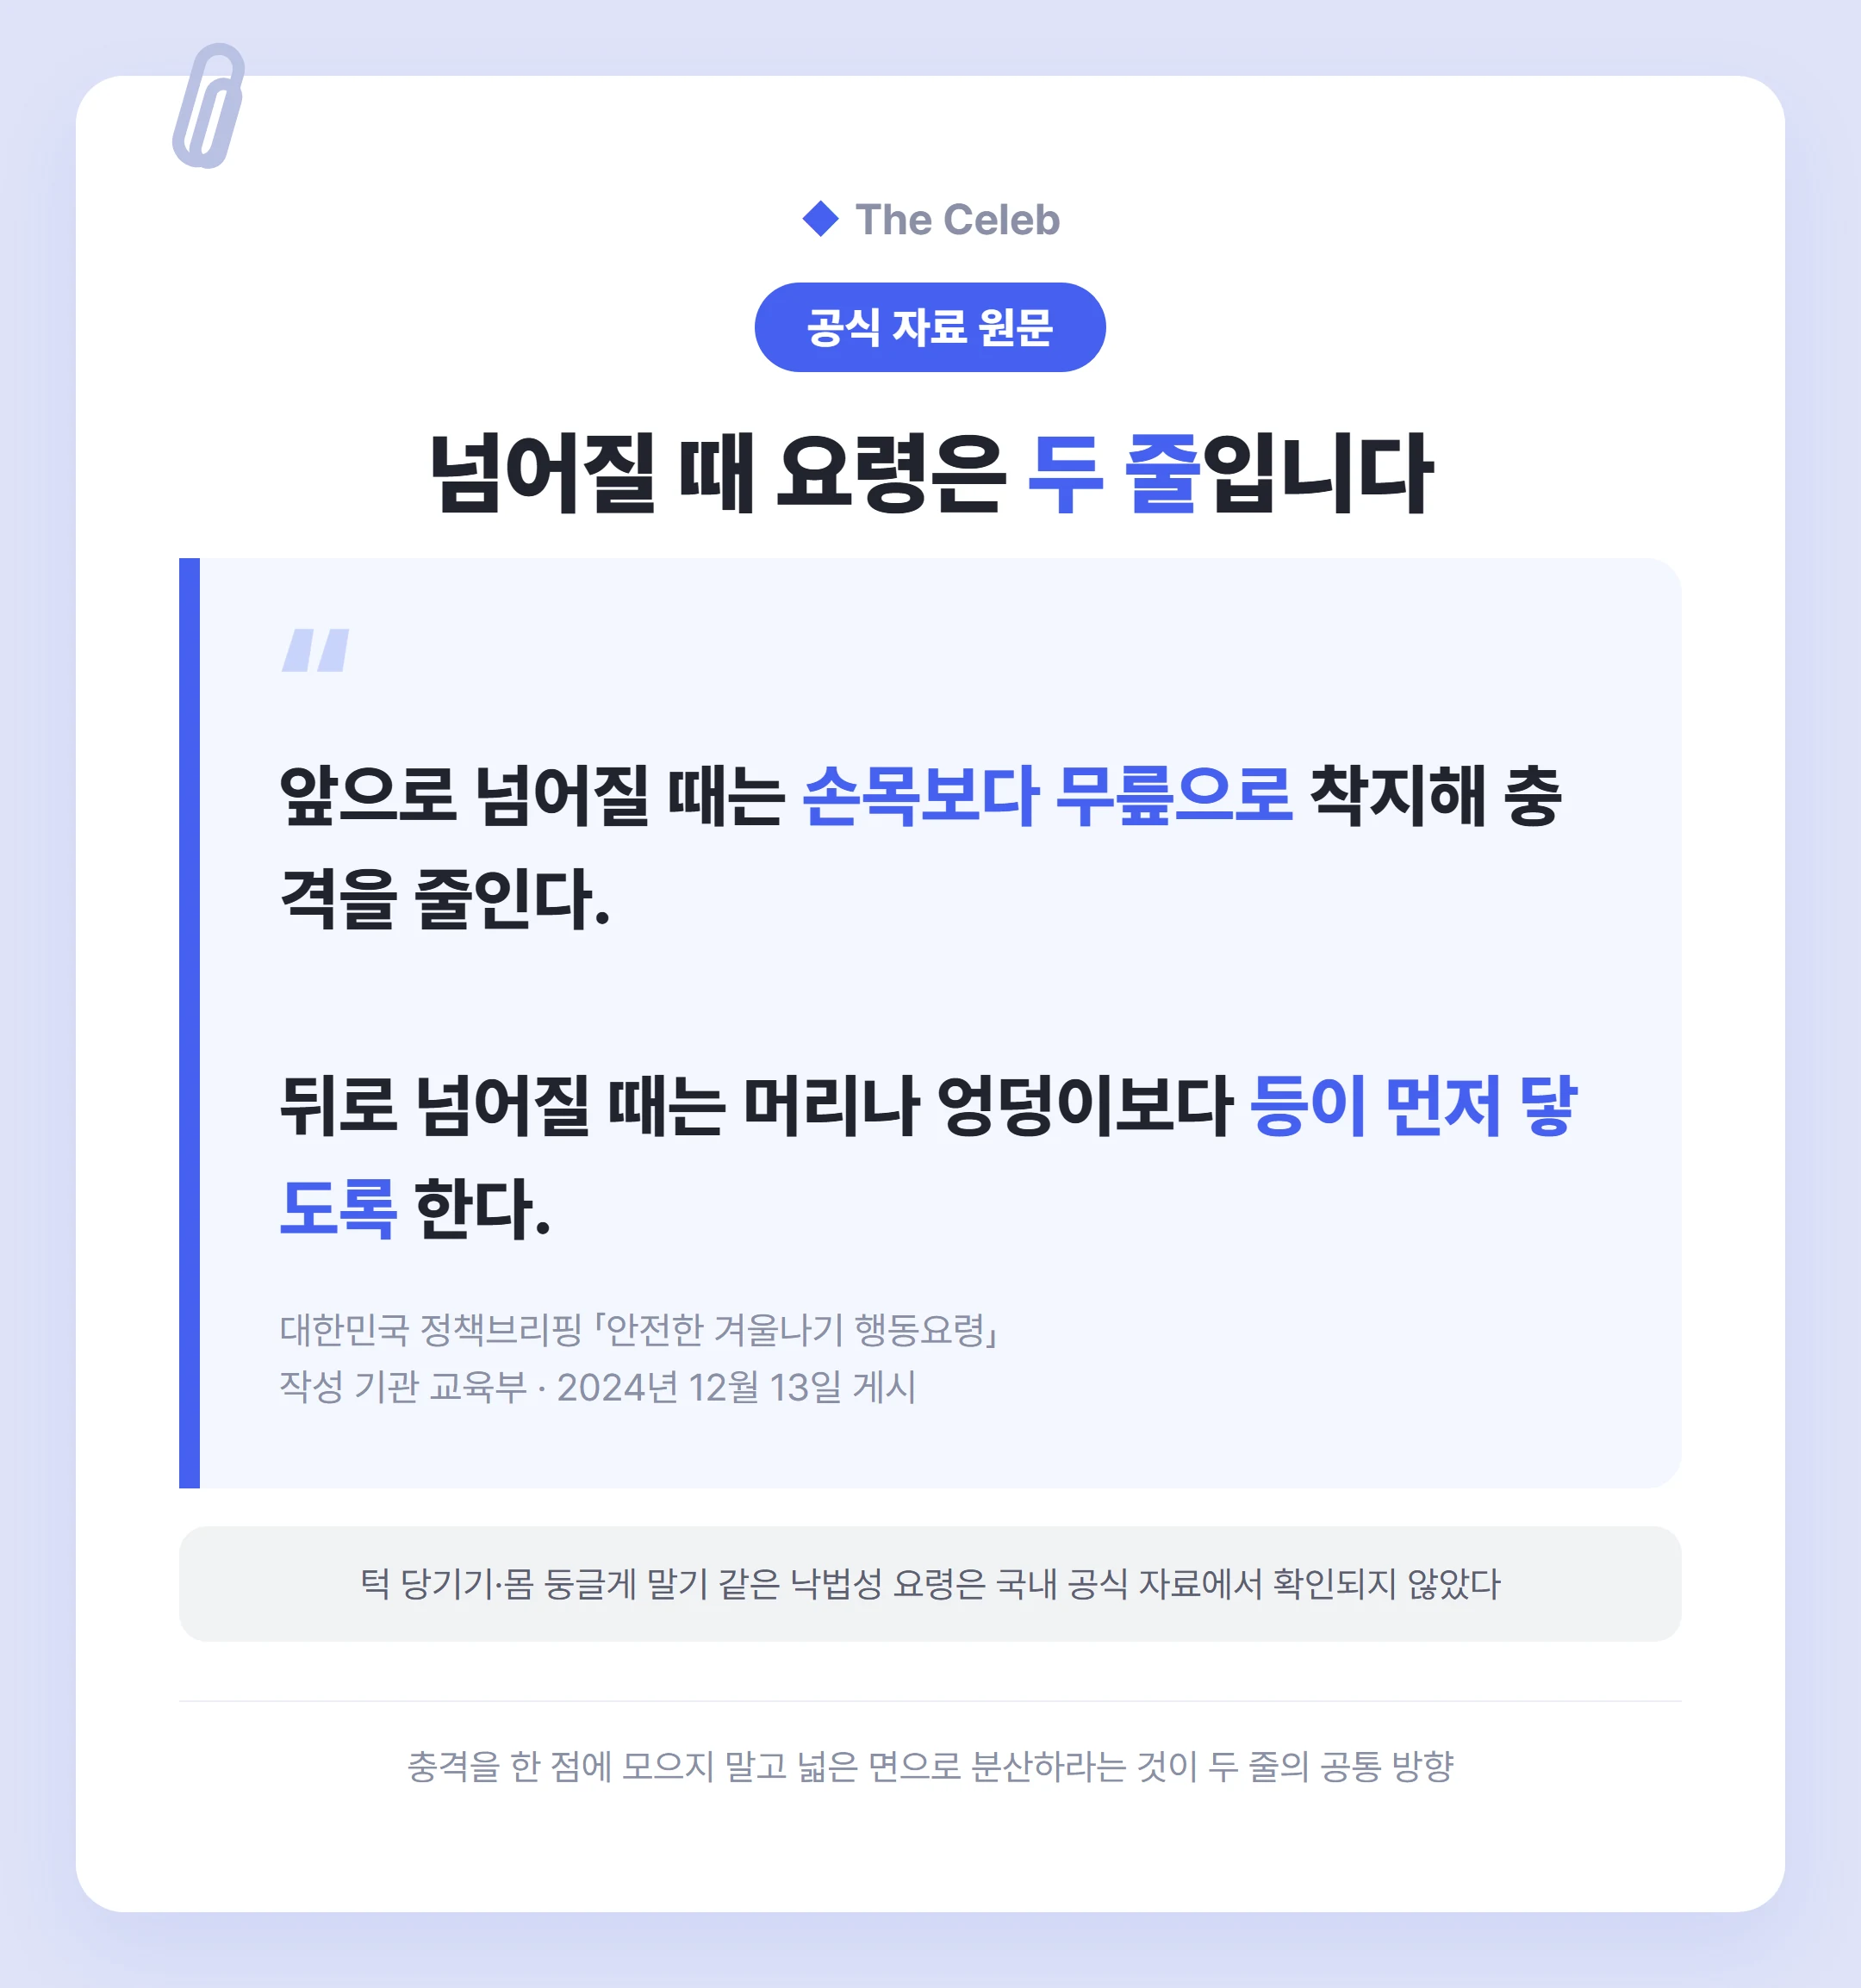 The Celeb
공식 자료 원문
넘어질 때 요령은 두 줄입니다
"
앞으로 넘어질 때는 손목보다 무릎으로 착지해 충
격을 줄인다.
뒤로 넘어질 때는 머리나 엉덩이보다 등이 먼저 닿
도록 한다.
대한민국 정책브리핑 「안전한 겨울나기 행동요령」
작성 기관 교육부 · 2024년 12월 13일 게시
턱 당기기·몸 둥글게 말기 같은 낙법성 요령은 국내 공식 자료에서 확인되지 않았다
충격을 한 점에 모으지 말고 넓은 면으로 분산하라는 것이 두 줄의 공통 방향